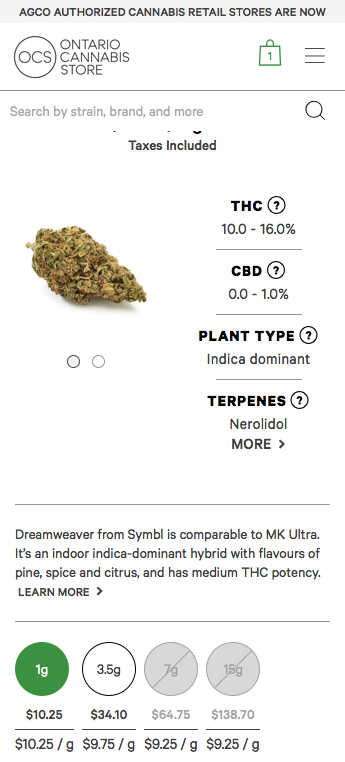 AGCO AUTHORIZED CANNABIS RETAIL STORES ARE NOW
OCS ONTARIO
CANNABIS
STORE
1
Search by strain, brand, and more
Taxes Included
THC ?
10.0 - 16.0%
CBD ?
0.0 - 1.0%
PLANT TYPE ?
Indica dominant
TERPENES ?
Nerolidol
MORE >
Dreamweaver from Symbl is comparable to MK Ultra.
It's an indoor indica-dominant hybrid with flavours of
pine, spice and citrus, and has medium THC potency.
LEARN MORE >
1g 3.5g 7g 15g
$10.25 $34.10 $64.75 $138.70
$10.25 / g $9.75 / g $9.25 / g $9.25 / g